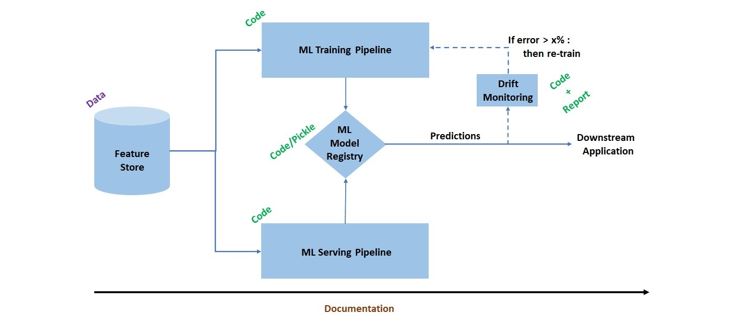 Code
ML Training Pipeline
If error > x% :
then re-train
Data
Drift
Monitoring
Code
+
Report
Feature
Store
Code/Pickle
ML
Model
Registry
Predictions
Downstream
Application
Code
ML Serving Pipeline
Documentation